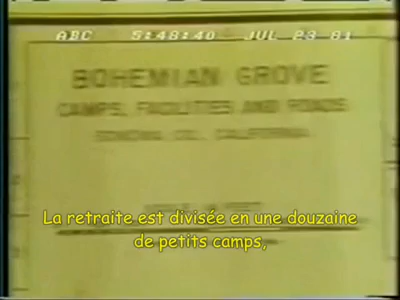 ABC 5:48:40 JUL 23 81
BOHEMIAN GROVE
CAMPS, FACILITIES AND ROADS
SONOMA CO., CALIFORNIA
La retraite est divisée en une douzaine
de petits camps,